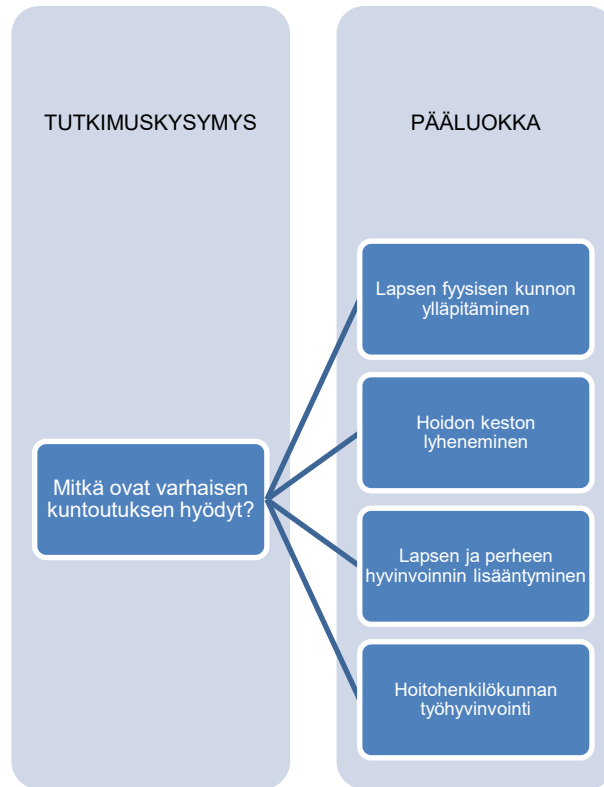 TUTKIMUSKYSYMYS
PÄÄLUOKKA
Mitkä ovat varhaisen
kuntoutuksen hyödyt?
Lapsen fyysisen kunnon
ylläpitäminen
Hoidon keston
lyheneminen
Lapsen ja perheen
hyvinvoinnin lisääntyminen
Hoitohenkilökunnan
työhyvinvointi